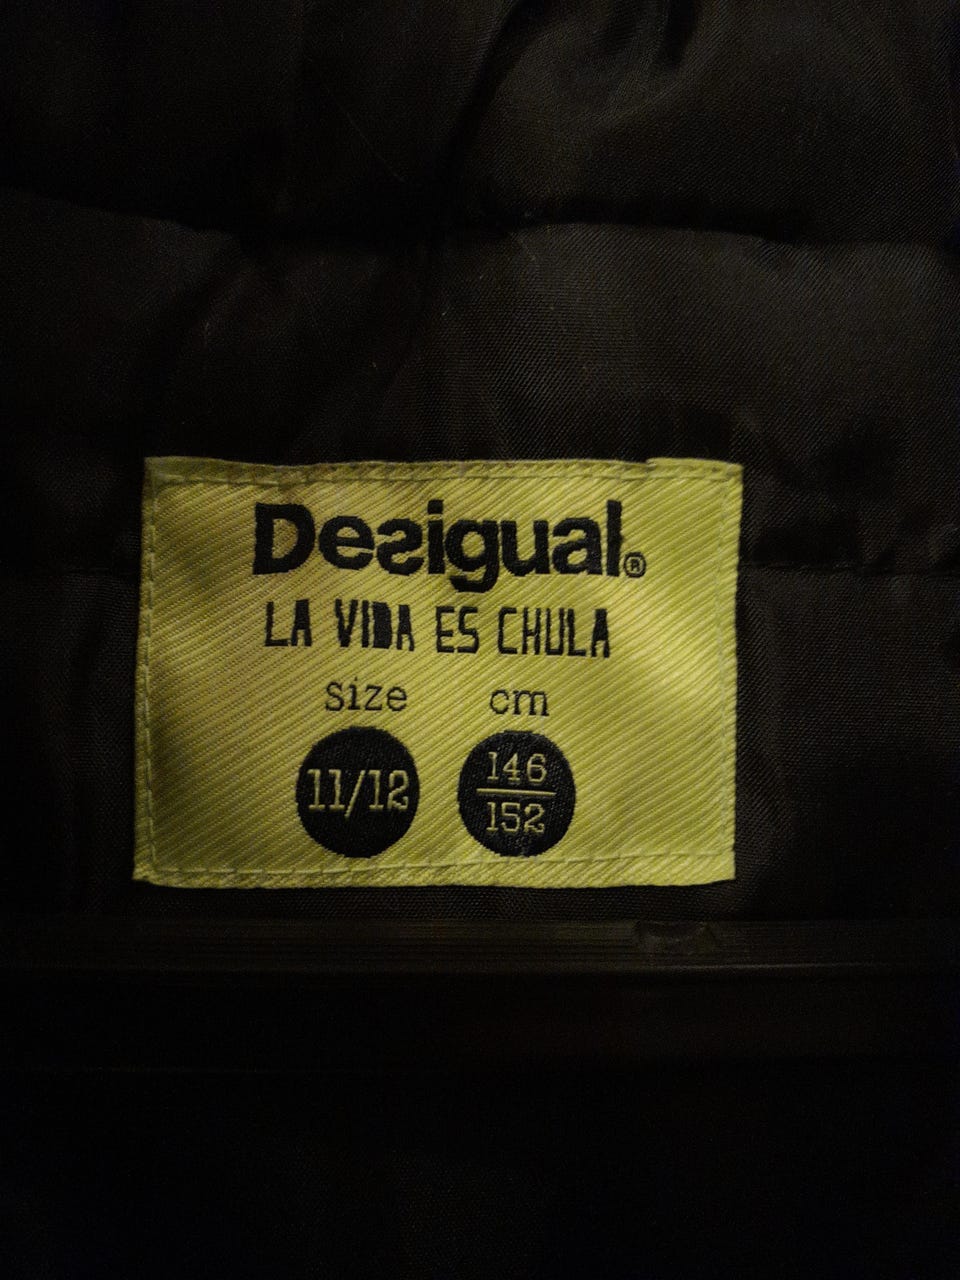 Desigual®
LA VIDA ES CHULA
size cm
11/12 146
152